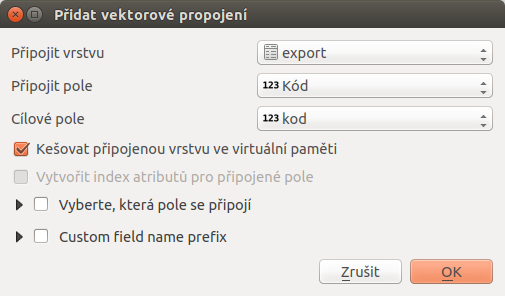 Přidat vektorové propojení
Připojit vrstvu export
Připojit pole 123 Kód
Cílové pole 123 kod
Kešovat připojenou vrstvu ve virtuální paměti
Vytvořit index atributů pro připojené pole
Vyberte, která pole se připojí
Custom field name prefix
Zrušit OK